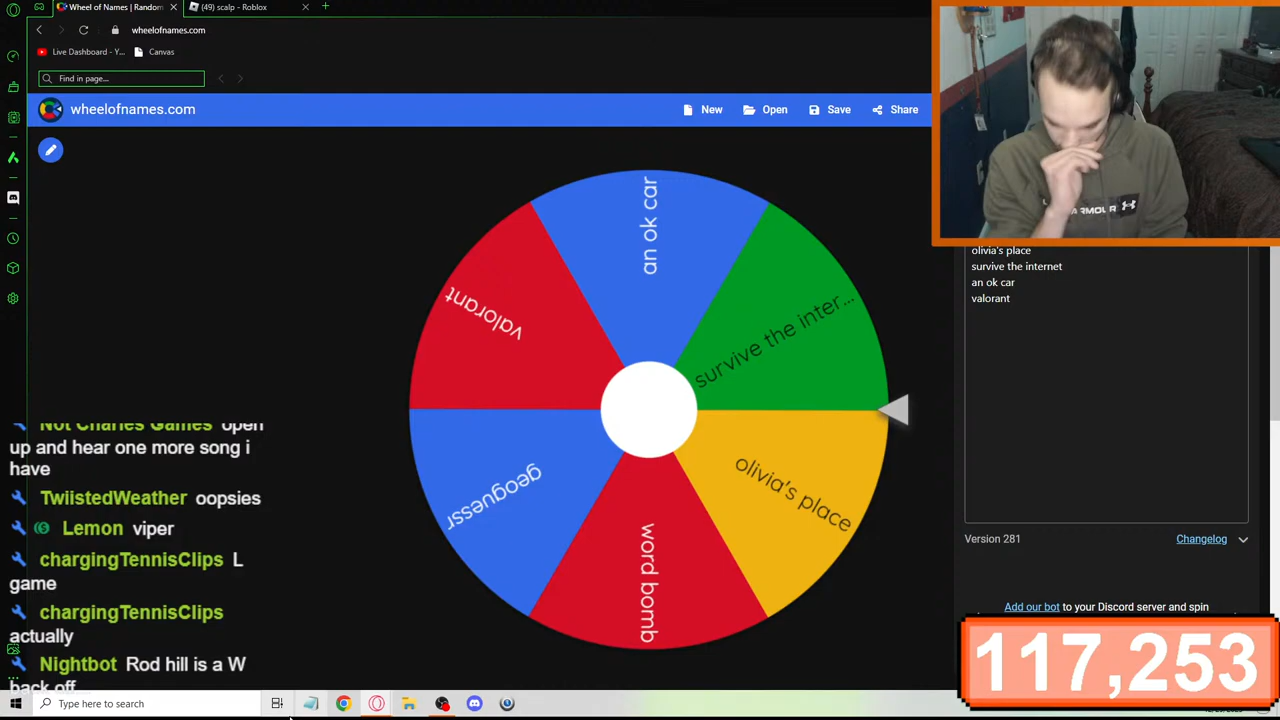 Wheel of Names | Random
(49) scalp - Roblox
wheelofnames.com
Live Dashboard - Y...
Canvas
Find in page...
wheelofnames.com
New
Open
Save
Share
an ok car
survive the inter...
olivia's place
word bomb
geoguessr
valorant
ARMOUR
olivia's place
survive the internet
an ok car
valorant
Version 281
Changelog
Add our bot to your Discord server and spin
117,253
Not Charles Games open
up and hear one more song i
have
TwiistedWeather oopsies
Lemon viper
chargingTennisClips L
game
chargingTennisClips
actually
Nightbot Rod hill is a W
back off
Type here to search